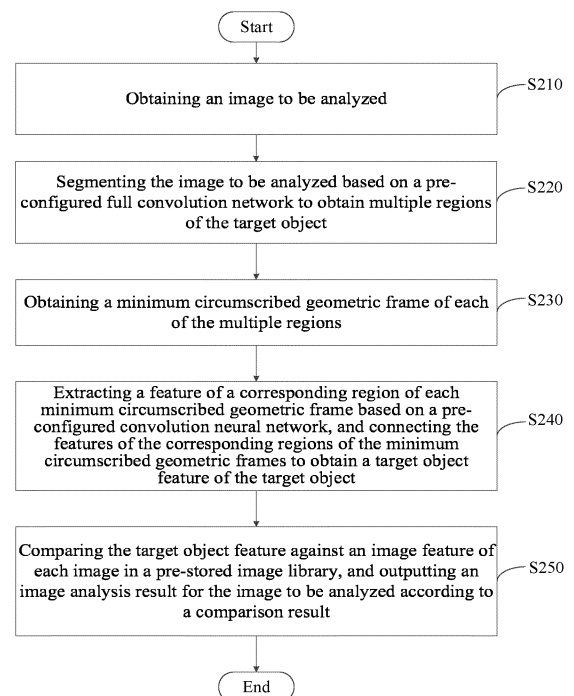 Start
Obtaining an image to be analyzed
S210
Segmenting the image to be analyzed based on a pre-
configured full convolution network to obtain multiple regions
of the target object
S220
Obtaining a minimum circumscribed geometric frame of each
of the multiple regions
S230
Extracting a feature of a corresponding region of each
minimum circumscribed geometric frame based on a pre-
configured convolution neural network, and connecting the
features of the corresponding regions of the minimum
circumscribed geometric frames to obtain a target object
feature of the target object
S240
Comparing the target object feature against an image feature of
each image in a pre-stored image library, and outputting an
image analysis result for the image to be analyzed according to
a comparison result
S250
End